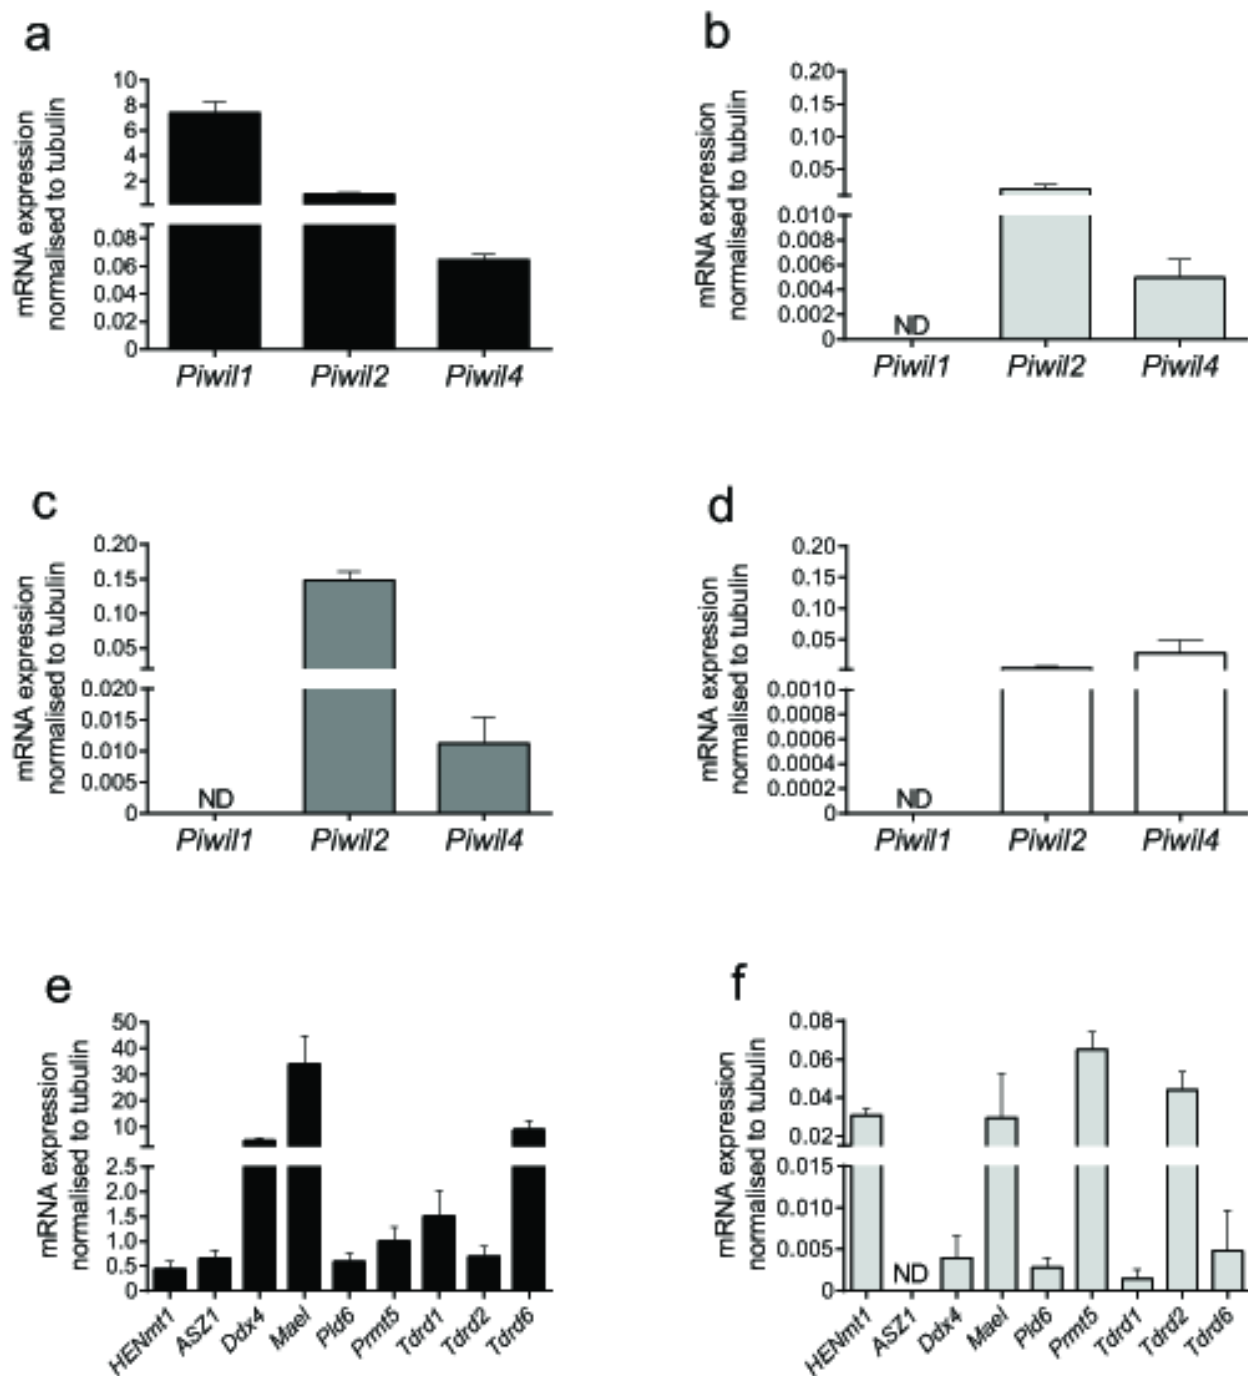 a
mRNA expression
normalised to tubulin
10
8
6
4
2
0.08
0.06
0.04
0.02
0
Piwil1 Piwil2 Piwil4
b
mRNA expression
normalised to tubulin
0.20
0.15
0.10
0.05
0.010
0.008
0.006
0.004
0.002
0
ND
Piwil1 Piwil2 Piwil4
c
mRNA expression
normalised to tubulin
0.20
0.15
0.10
0.05
0.020
0.015
0.010
0.005
0
ND
Piwil1 Piwil2 Piwil4
d
mRNA expression
normalised to tubulin
0.20
0.15
0.10
0.05
0.0010
0.0008
0.0006
0.0004
0.0002
0
ND
Piwil1 Piwil2 Piwil4
e
mRNA expression
normalised to tubulin
50
40
30
20
10
2.5
2.0
1.5
1.0
0.5
0
HENmt1 ASZ1 Ddx4 Mael Pld6 Prmt5 Tdrd1 Tdrd2 Tdrd6
f
mRNA expression
normalised to tubulin
0.08
0.06
0.04
0.02
0.015
0.010
0.005
0
ND
HENmt1 ASZ1 Ddx4 Mael Pld6 Prmt5 Tdrd1 Tdrd2 Tdrd6